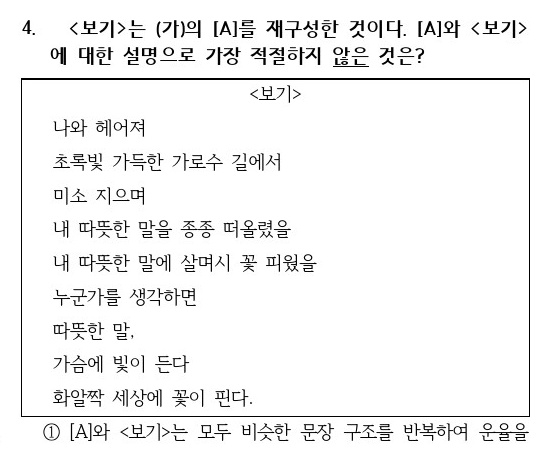 4. <보기>는 (가)의 [A]를 재구성한 것이다. [A]와 <보기>
에 대한 설명으로 가장 적절하지 않은 것은?
<보기>
나와 헤어져
초록빛 가득한 가로수 길에서
미소 지으며
내 따뜻한 말을 종종 떠올렸을
내 따뜻한 말에 살며시 꽃 피웠을
누군가를 생각하면
따뜻한 말,
가슴에 빛이 든다
화알짝 세상에 꽃이 핀다.
① [A]와 <보기>는 모두 비슷한 문장 구조를 반복하여 운율을